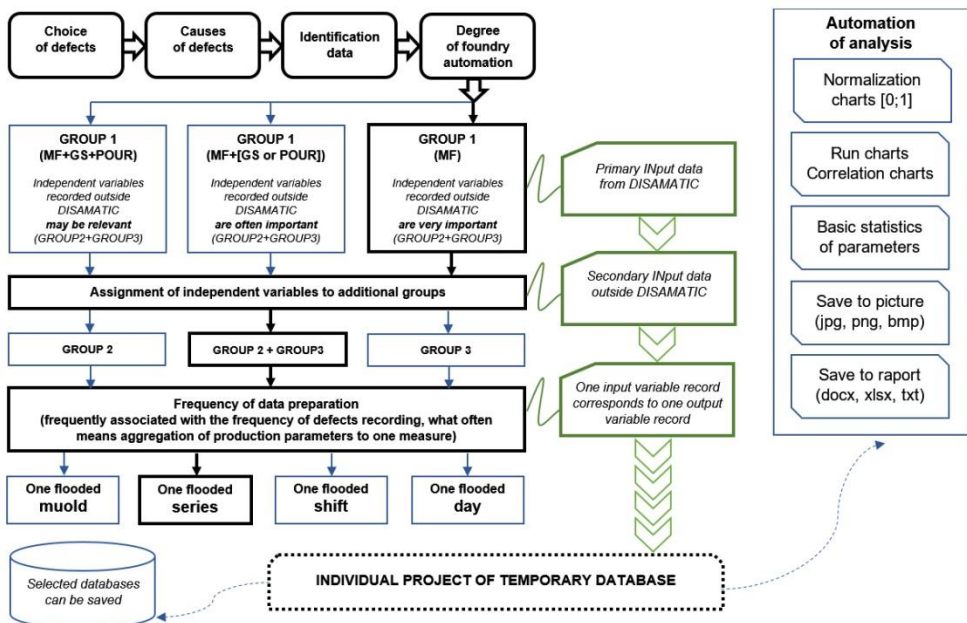 Choice
of defects
Causes
of defects
Identification
data
Degree
of foundry
automation
GROUP 1
(MF+GS+POUR)
Independent variables
recorded outside
DISAMATIC
may be relevant
(GROUP2+GROUP3)
GROUP 1
(MF+[GS or POUR])
Independent variables
recorded outside
DISAMATIC
are often important
(GROUP2+GROUP3)
GROUP 1
(MF)
Independent variables
recorded outside
DISAMATIC
are very important
(GROUP2+GROUP3)
Primary INput data
from DISAMATIC
Assignment of independent variables to additional groups
Secondary INput data
outside DISAMATIC
GROUP 2
GROUP 2 + GROUP3
GROUP 3
Frequency of data preparation
(frequently associated with the frequency of defects recording, what often
means aggregation of production parameters to one measure)
One input variable record
corresponds to one output
variable record
One flooded
muold
One flooded
series
One flooded
shift
One flooded
day
Selected databases
can be saved
INDIVIDUAL PROJECT OF TEMPORARY DATABASE
Automation
of analysis
Normalization
charts [0;1]
Run charts
Correlation charts
Basic statistics
of parameters
Save to picture
(jpg, png, bmp)
Save to raport
(docx, xlsx, txt)